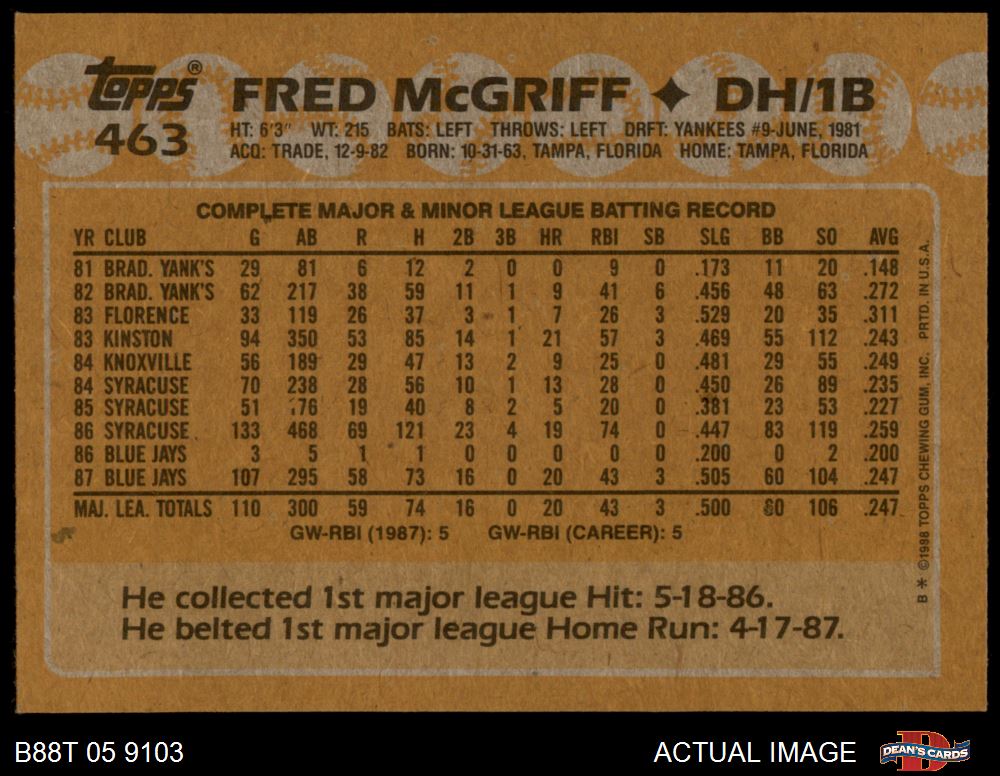 Topps® FRED McGRIFF ✦ DH/1B
463 HT: 6'3" WT: 215 BATS: LEFT THROWS: LEFT DRFT: YANKEES #9-JUNE, 1981
ACQ: TRADE, 12-9-82 BORN: 10-31-63, TAMPA, FLORIDA HOME: TAMPA, FLORIDA
COMPLETE MAJOR & MINOR LEAGUE BATTING RECORD
YR CLUB G AB R H 2B 3B HR RBI SB SLG BB SO AVG
81 BRAD. YANK'S 29 81 6 12 2 0 0 9 0 .173 11 20 .148
82 BRAD. YANK'S 62 217 38 59 11 1 9 41 6 .456 48 63 .272
83 FLORENCE 33 119 26 37 3 1 7 26 3 .529 20 35 .311
83 KINSTON 94 350 53 85 14 1 21 57 3 .469 55 112 .243
84 KNOXVILLE 56 189 29 47 13 2 9 25 0 .481 29 55 .249
84 SYRACUSE 70 238 28 56 10 1 13 28 0 .450 26 89 .235
85 SYRACUSE 51 176 19 40 8 2 5 20 0 .381 23 53 .227
86 SYRACUSE 133 468 69 121 23 4 19 74 0 .447 83 119 .259
86 BLUE JAYS 3 5 1 1 0 0 0 0 0 .200 0 2 .200
87 BLUE JAYS 107 295 58 73 16 0 20 43 3 .505 60 104 .247
MAJ. LEA. TOTALS 110 300 59 74 16 0 20 43 3 .500 60 106 .247
GW-RBI (1987): 5 GW-RBI (CAREER): 5
He collected 1st major league Hit: 5-18-86.
He belted 1st major league Home Run: 4-17-87.
B * ©1998 TOPPS CHEWING GUM, INC. PRTD. IN U.S.A.
B88T 05 9103
ACTUAL IMAGE
D
DEAN'S CARDS